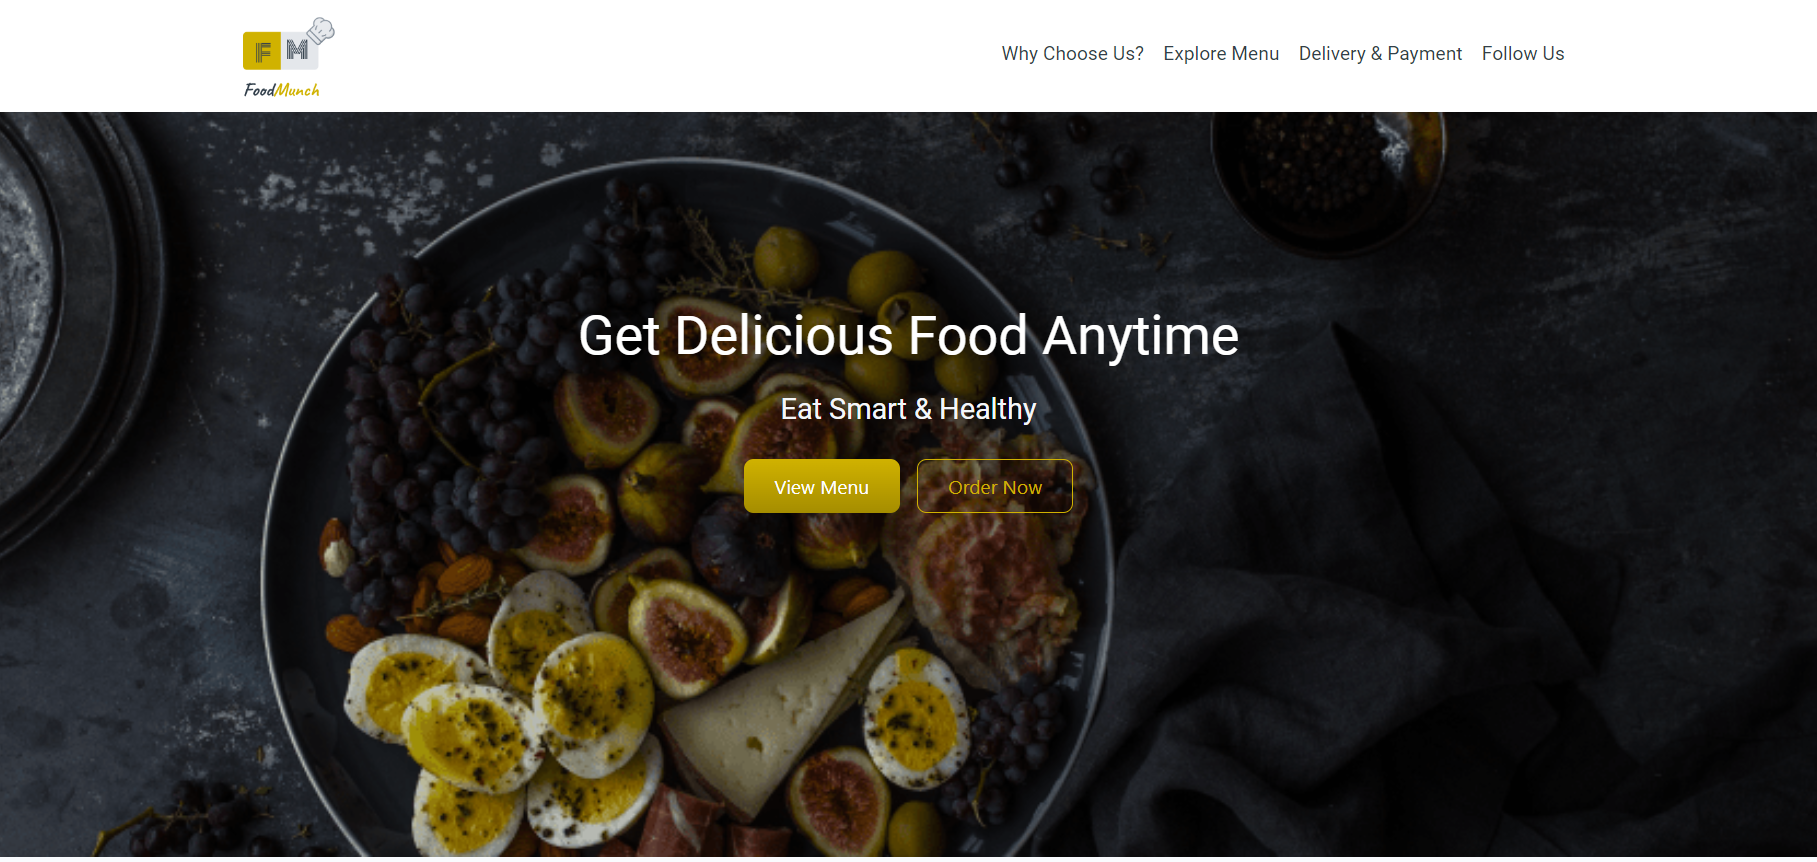 F M
FoodMunch
Why Choose Us? Explore Menu Delivery & Payment Follow Us
Get Delicious Food Anytime
Eat Smart & Healthy
View Menu Order Now